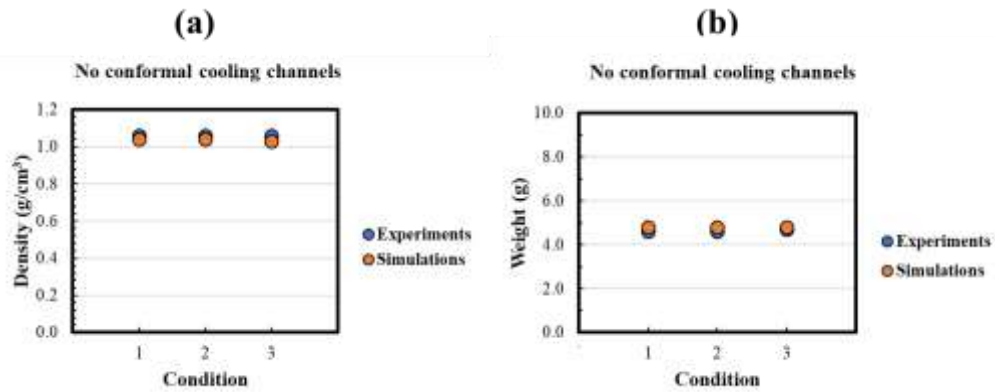 (a)
No conformal cooling channels
1.2
1.0
0.8
0.6
0.4
0.2
0.0
Density (g/cm³)
1 2 3
Condition
Experiments
Simulations
(b)
No conformal cooling channels
10.0
8.0
6.0
4.0
2.0
0.0
Weight (g)
1 2 3
Condition
Experiments
Simulations